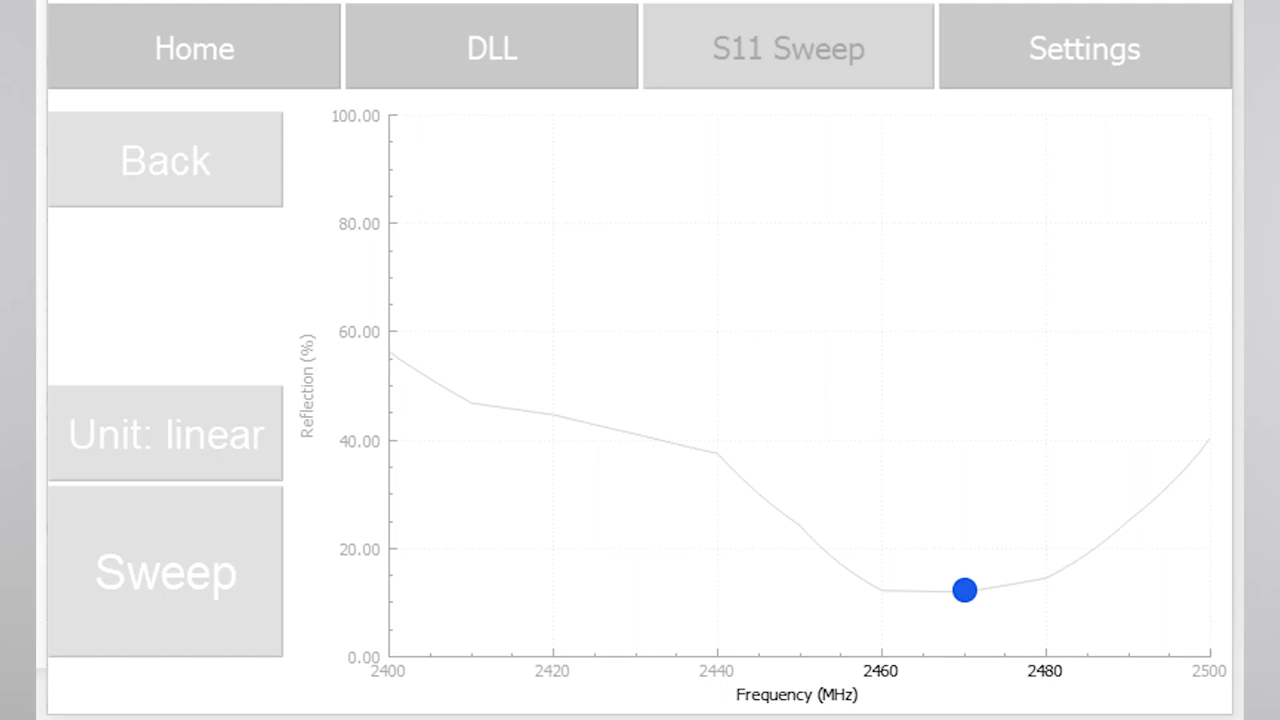 Home DLL S11 Sweep Settings
Back
Unit: linear
Sweep
Reflection (%)
100.00
80.00
60.00
40.00
20.00
0.00
2400 2420 2440 2460 2480 2500
Frequency (MHz)